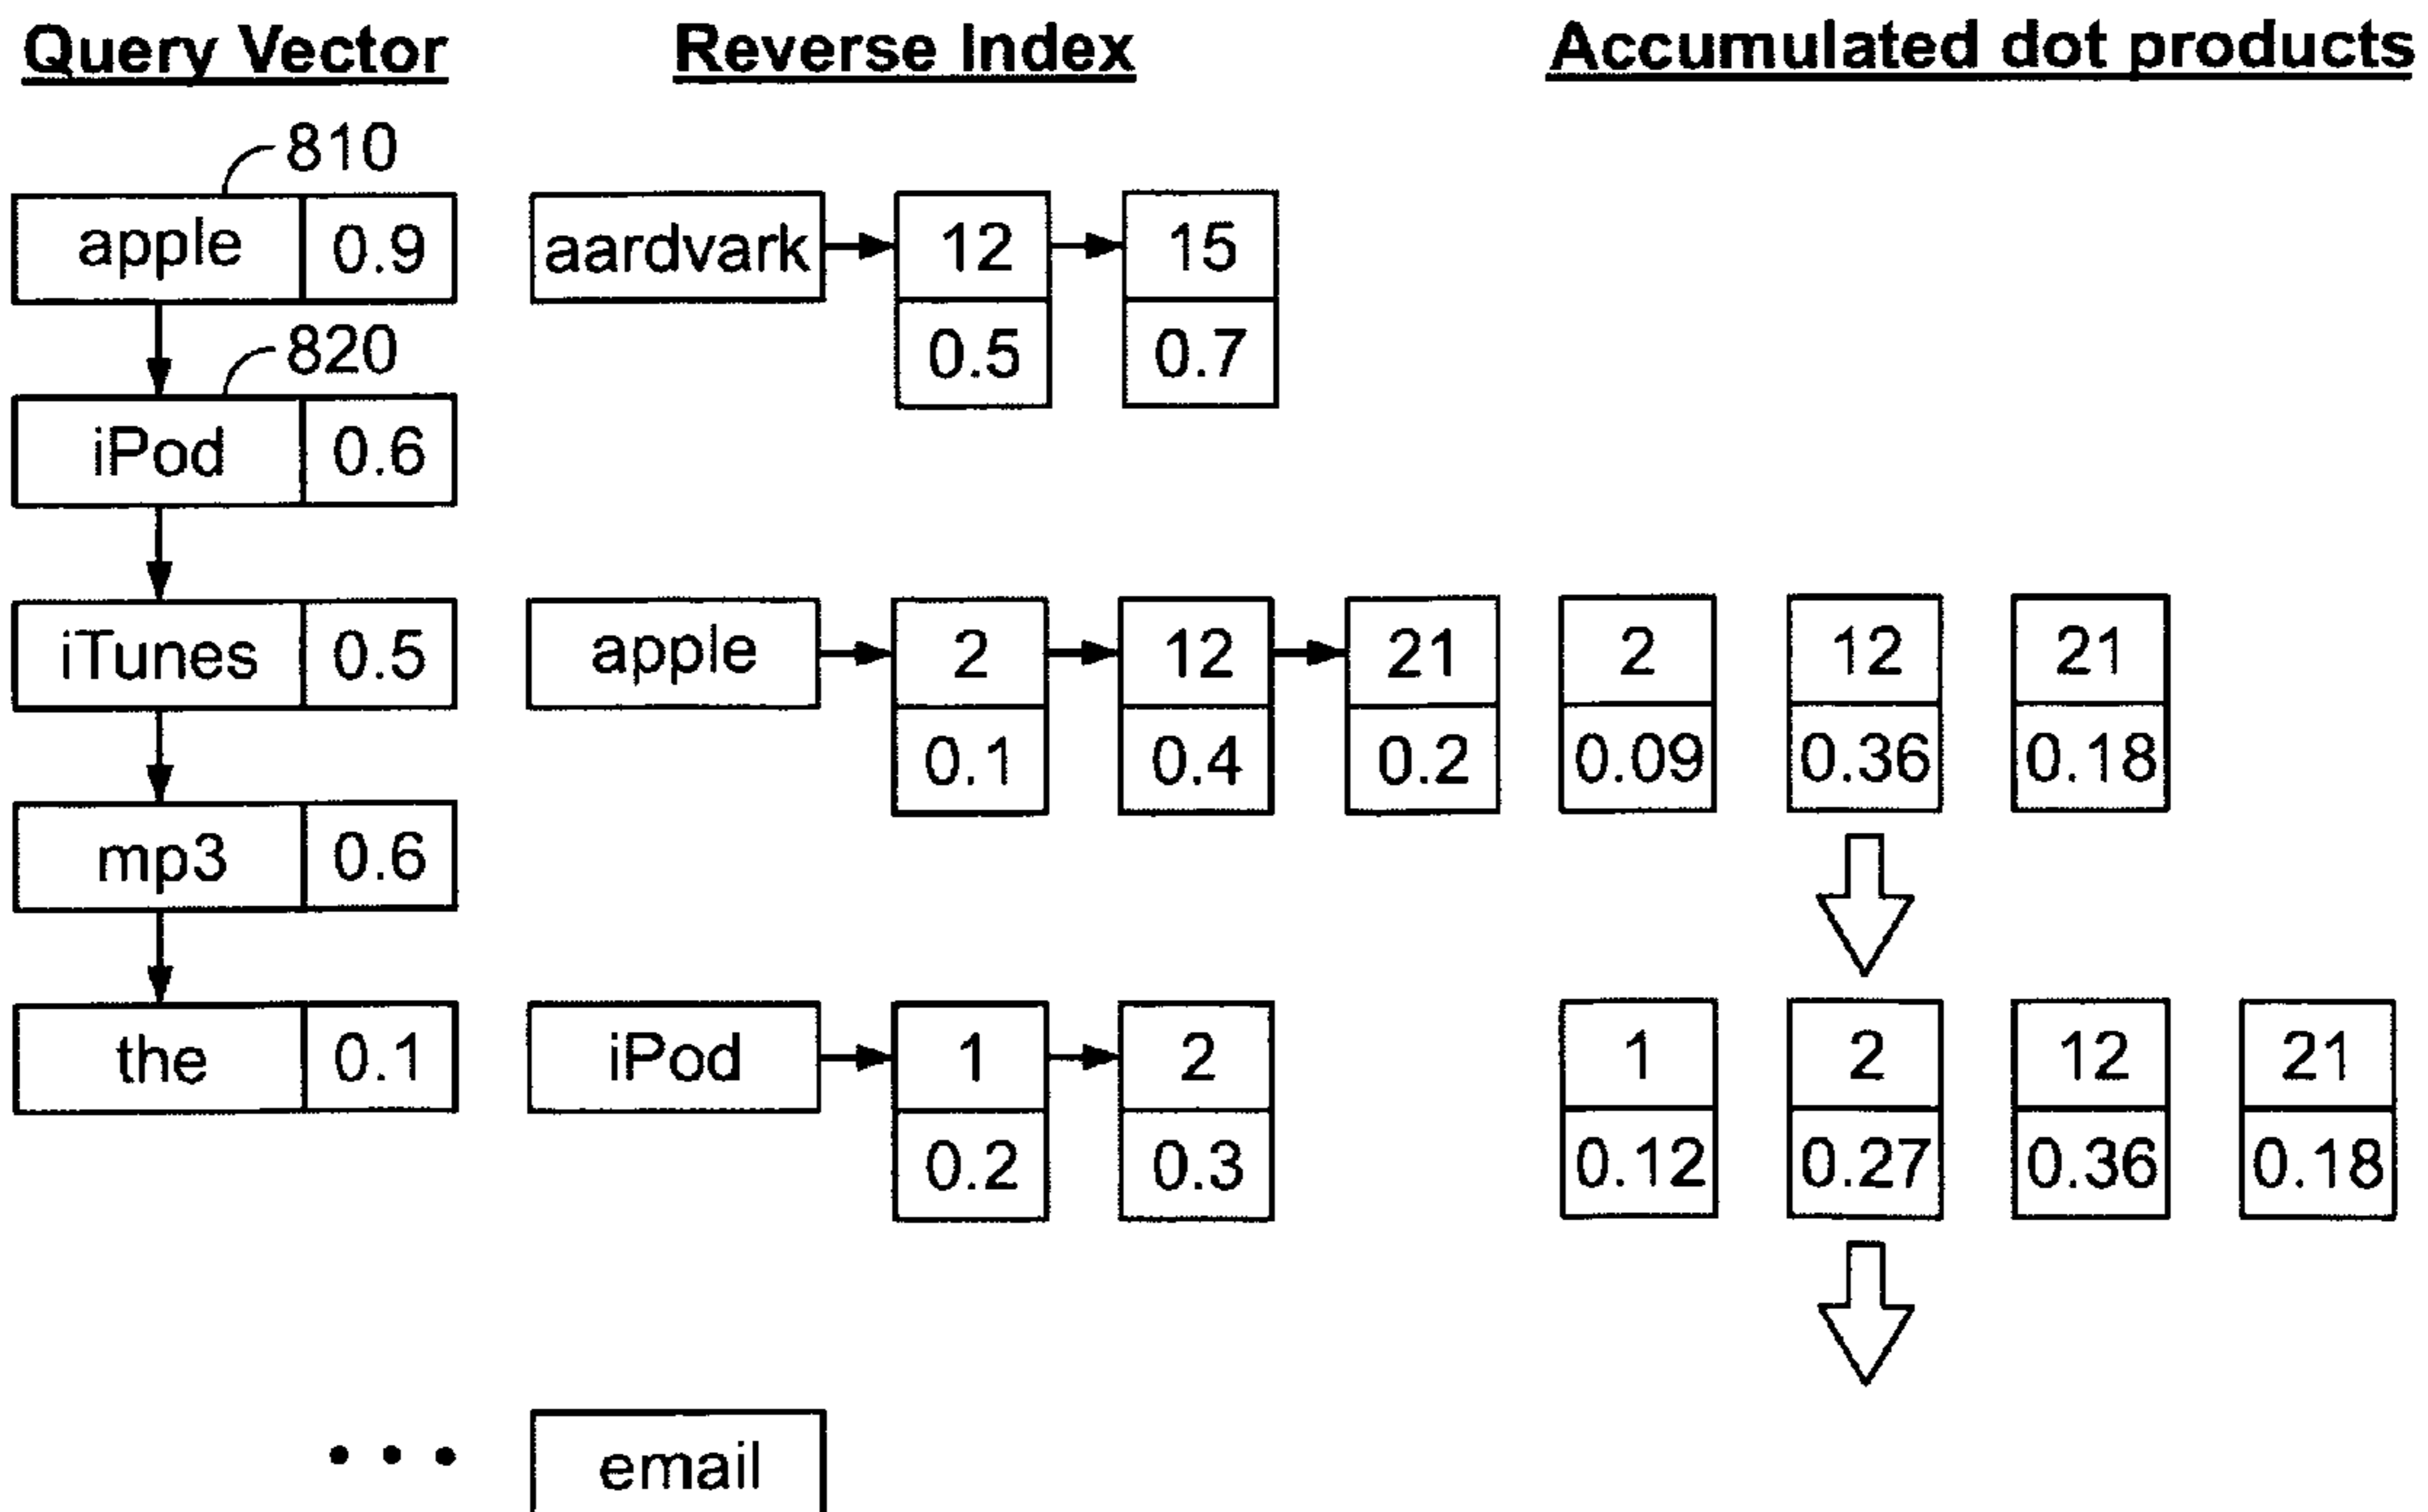 Query Vector Reverse Index Accumulated dot products
810
apple 0.9 aardvark 12 15
820
0.5 0.7
iPod 0.6
iTunes 0.5 apple 2 12 21 2 12 21
0.1 0.4 0.2 0.09 0.36 0.18
mp3 0.6
the 0.1 iPod 1 2 1 2 12 21
0.2 0.3 0.12 0.27 0.36 0.18
• • • email